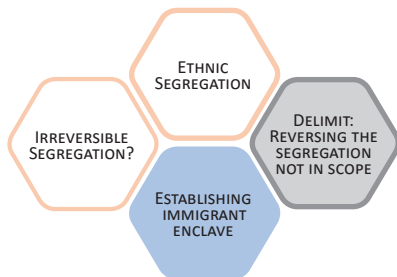 ETHNIC
SEGREGATION
IRREVERSIBLE
SEGREGATION?
DELIMIT:
REVERSING THE
SEGREGATION
NOT IN SCOPE
ESTABLISHING
IMMIGRANT
ENCLAVE